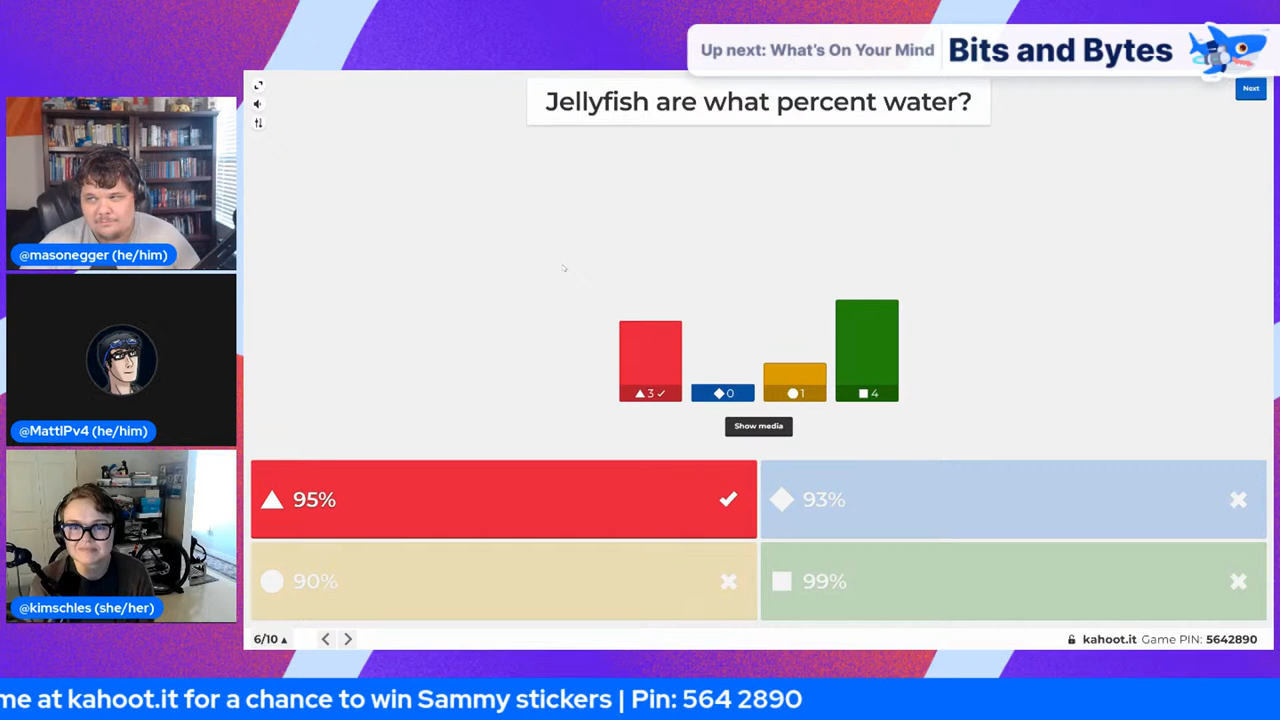 Up next: What's On Your Mind
Bits and Bytes
Jellyfish are what percent water?
Next
@masonegger (he/him)
3
0
1
4
Show media
@MattIPv4 (he/him)
95%
93%
90%
99%
@kimschles (she/her)
6/10
kahoot.it Game PIN: 5642890
me at kahoot.it for a chance to win Sammy stickers | Pin: 564 2890